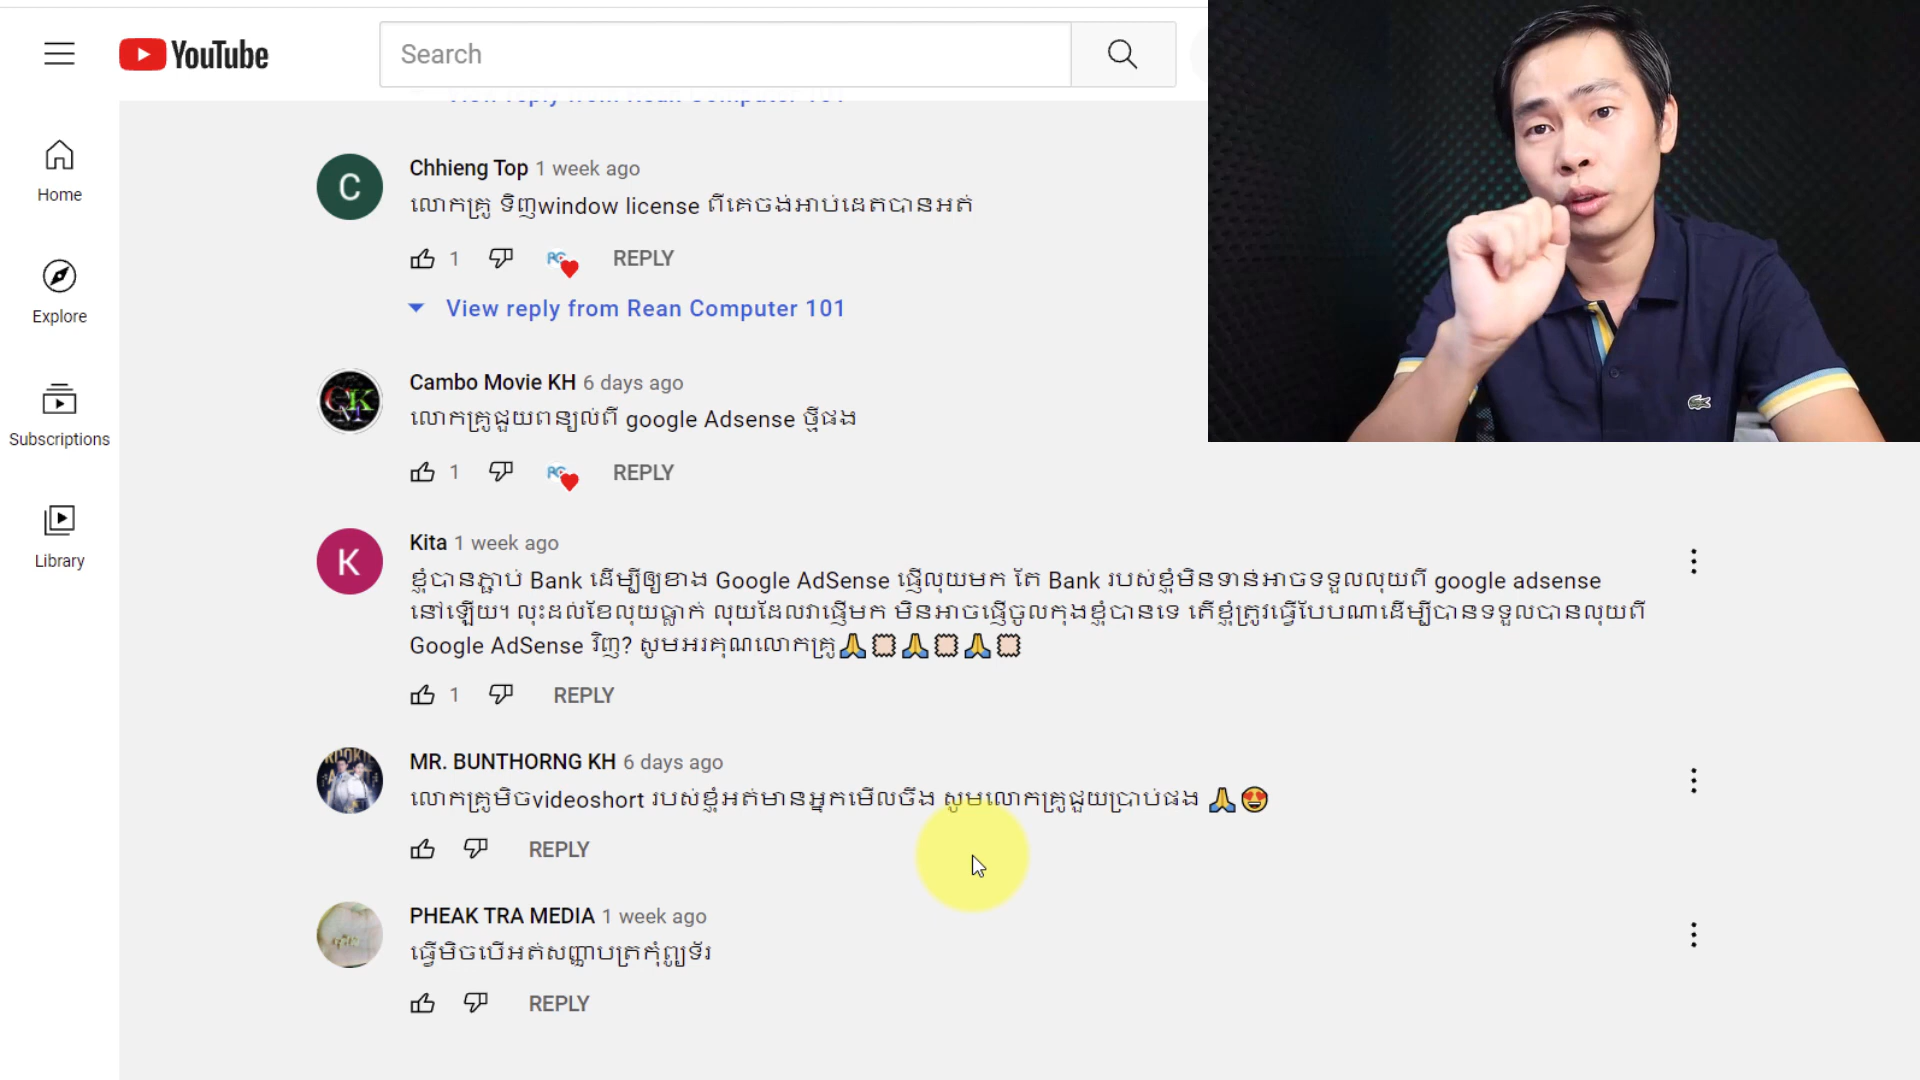 YouTube
Search
View reply from Rean Computer 101
Home
Explore
Subscriptions
Library
C
Chhieng Top 1 week ago
លោកគ្រូ ទិញwindow license ពីគេចង់អាប់ដេតបានអត់
1 REPLY
View reply from Rean Computer 101
Cambo Movie KH 6 days ago
លោកគ្រូជួយពន្យល់ពី google Adsense ថ្មីផង
1 REPLY
K
Kita 1 week ago
ខ្ញុំបានភ្ជាប់ Bank ដើម្បីឲ្យខាង Google AdSense ផ្ញើលុយមក តែ Bank របស់ខ្ញុំមិនទាន់អាចទទួលលុយពី google adsense
នៅឡើយ។ លុះដល់ខែលុយធ្លាក់ លុយដែលវាផ្ញើមក មិនអាចផ្ញើចូលកុងខ្ញុំបានទេ តើខ្ញុំត្រូវធ្វើបែបណាដើម្បីបានទទួលបានលុយពី
Google AdSense វិញ? សូមអរគុណលោកគ្រូ🙏🏻🙏🏻🙏🏻
1 REPLY
MR. BUNTHORNG KH 6 days ago
លោកគ្រូមិចvideoshort របស់ខ្ញុំអត់មានអ្នកមើលចឹង សូមលោកគ្រូជួយប្រាប់ផង 🙏😍
REPLY
PHEAK TRA MEDIA 1 week ago
ធ្វើមិចបើអត់សញ្ញាបត្រកុំព្យូទ័រ
REPLY